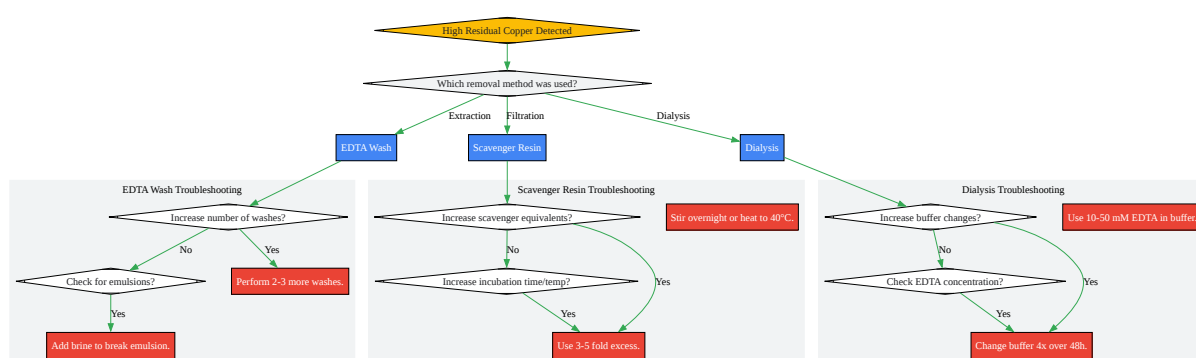 High Residual Copper Detected
Which removal method was used?
Extraction
Filtration
Dialysis
EDTA Wash
Scavenger Resin
Dialysis
EDTA Wash Troubleshooting
Scavenger Resin Troubleshooting
Dialysis Troubleshooting
Increase number of washes?
Increase scavenger equivalents?
Stir overnight or heat to 40°C.
Increase buffer changes?
Use 10-50 mM EDTA in buffer.
No
Yes
No
No
Check for emulsions?
Perform 2-3 more washes.
Increase incubation time/temp?
Yes
Check EDTA concentration?
Yes
Yes
Yes
Yes
Add brine to break emulsion.
Use 3-5 fold excess.
Change buffer 4x over 48h.